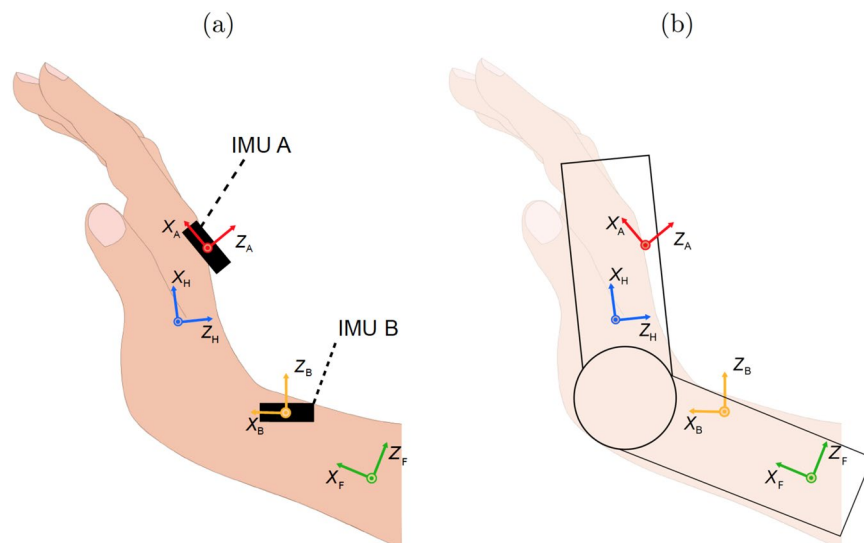 (a) (b)
IMU A
X_A Z_A
X_H
Z_H
IMU B
Z_B
X_B
Z_F
X_F
X_A Z_A
X_H
Z_H
Z_B
X_B
Z_F
X_F